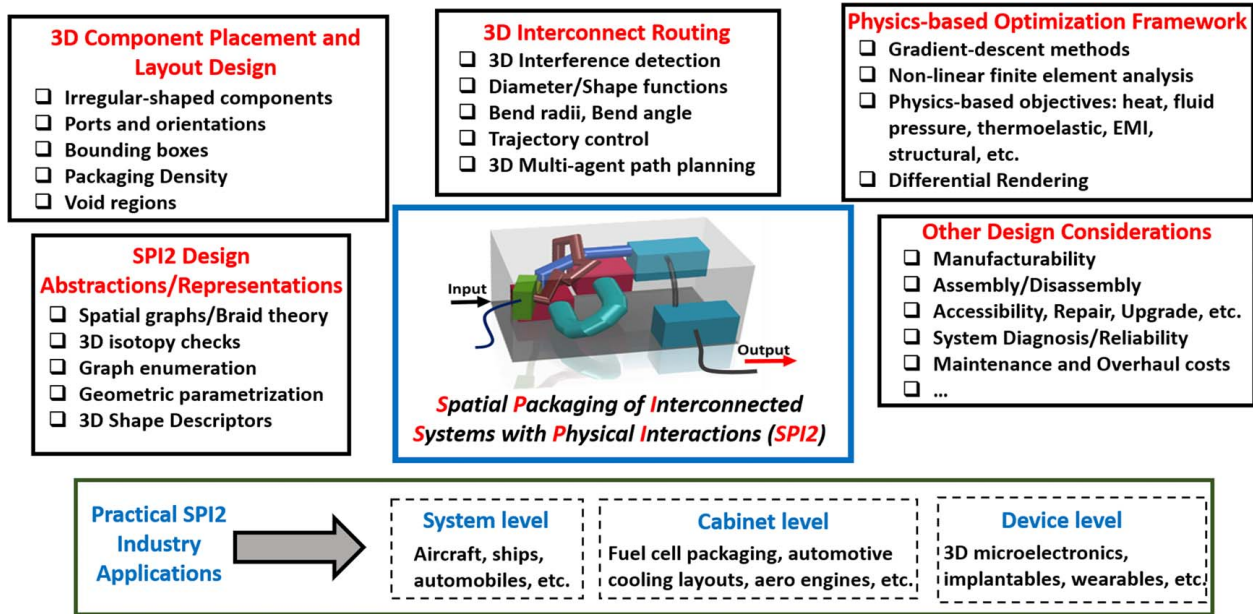 3D Component Placement and
Layout Design
❑ Irregular-shaped components
❑ Ports and orientations
❑ Bounding boxes
❑ Packaging Density
❑ Void regions
3D Interconnect Routing
❑ 3D Interference detection
❑ Diameter/Shape functions
❑ Bend radii, Bend angle
❑ Trajectory control
❑ 3D Multi-agent path planning
Physics-based Optimization Framework
❑ Gradient-descent methods
❑ Non-linear finite element analysis
❑ Physics-based objectives: heat, fluid
pressure, thermoelastic, EMI,
structural, etc.
❑ Differential Rendering
SPI2 Design
Abstractions/Representations
❑ Spatial graphs/Braid theory
❑ 3D isotopy checks
❑ Graph enumeration
❑ Geometric parametrization
❑ 3D Shape Descriptors
Input
Output
Spatial Packaging of Interconnected
Systems with Physical Interactions (SPI2)
Other Design Considerations
❑ Manufacturability
❑ Assembly/Disassembly
❑ Accessibility, Repair, Upgrade, etc.
❑ System Diagnosis/Reliability
❑ Maintenance and Overhaul costs
❑ ...
Practical SPI2
Industry
Applications
System level
Aircraft, ships,
automobiles, etc.
Cabinet level
Fuel cell packaging, automotive
cooling layouts, aero engines, etc.
Device level
3D microelectronics,
implantables, wearables, etc.